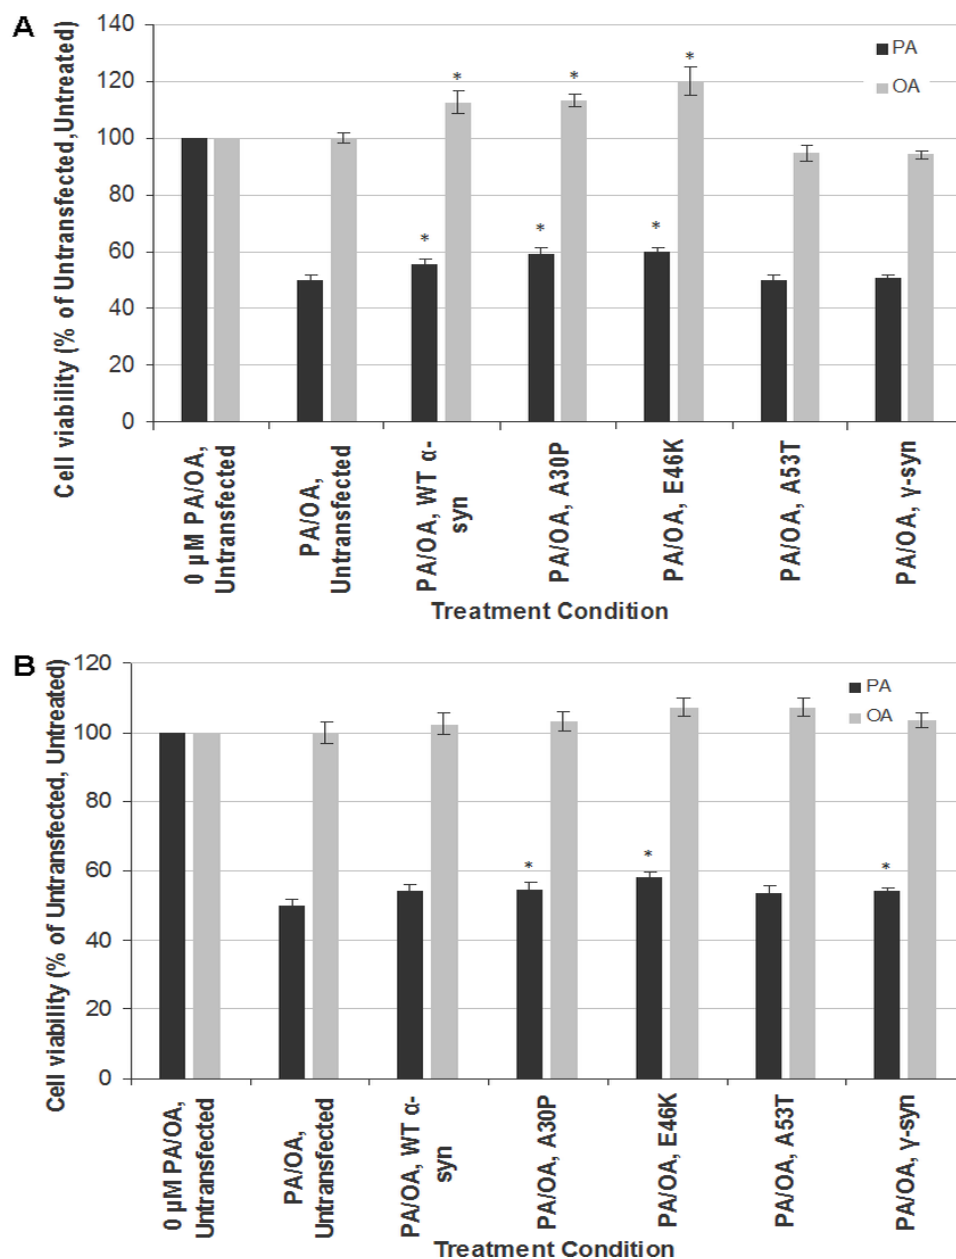 A
Cell viability (% of Untransfected,Untreated)
140
120
100
80
60
40
20
0
PA
OA
*
*
*
*
*
*
0 µM PA/OA,
Untransfected
PA/OA,
Untransfected
PA/OA, WT α-
syn
PA/OA, A30P
PA/OA, E46K
PA/OA, A53T
PA/OA, γ-syn
Treatment Condition
B
Cell viability (% of Untransfected, Untreated)
120
100
80
60
40
20
0
PA
OA
*
*
*
0 µM PA/OA,
Untransfected
PA/OA,
Untransfected
PA/OA, WT α-
syn
PA/OA, A30P
PA/OA, E46K
PA/OA, A53T
PA/OA, γ-syn
Treatment Condition